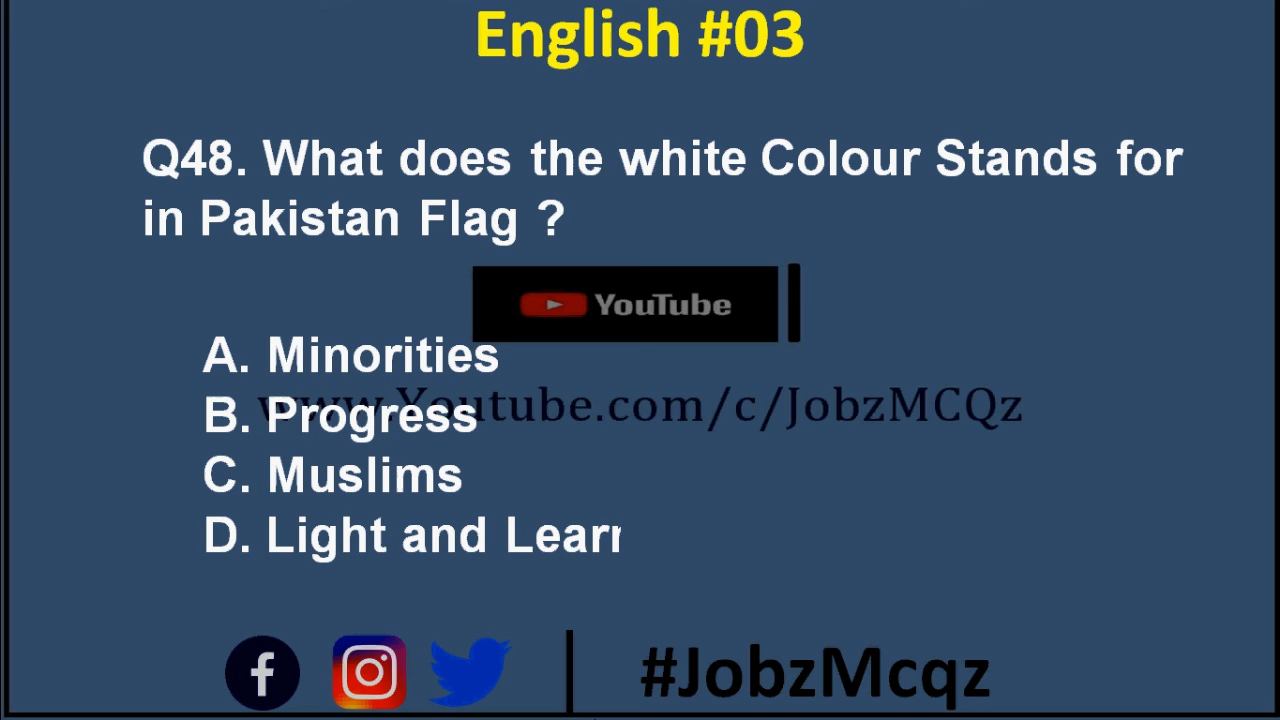 English #03
Q48. What does the white Colour Stands for
in Pakistan Flag ?
YouTube
A. Minorities
www.Youtube.com/c/JobzMCQz
B. Progress
C. Muslims
D. Light and Lear
#JobzMcqz